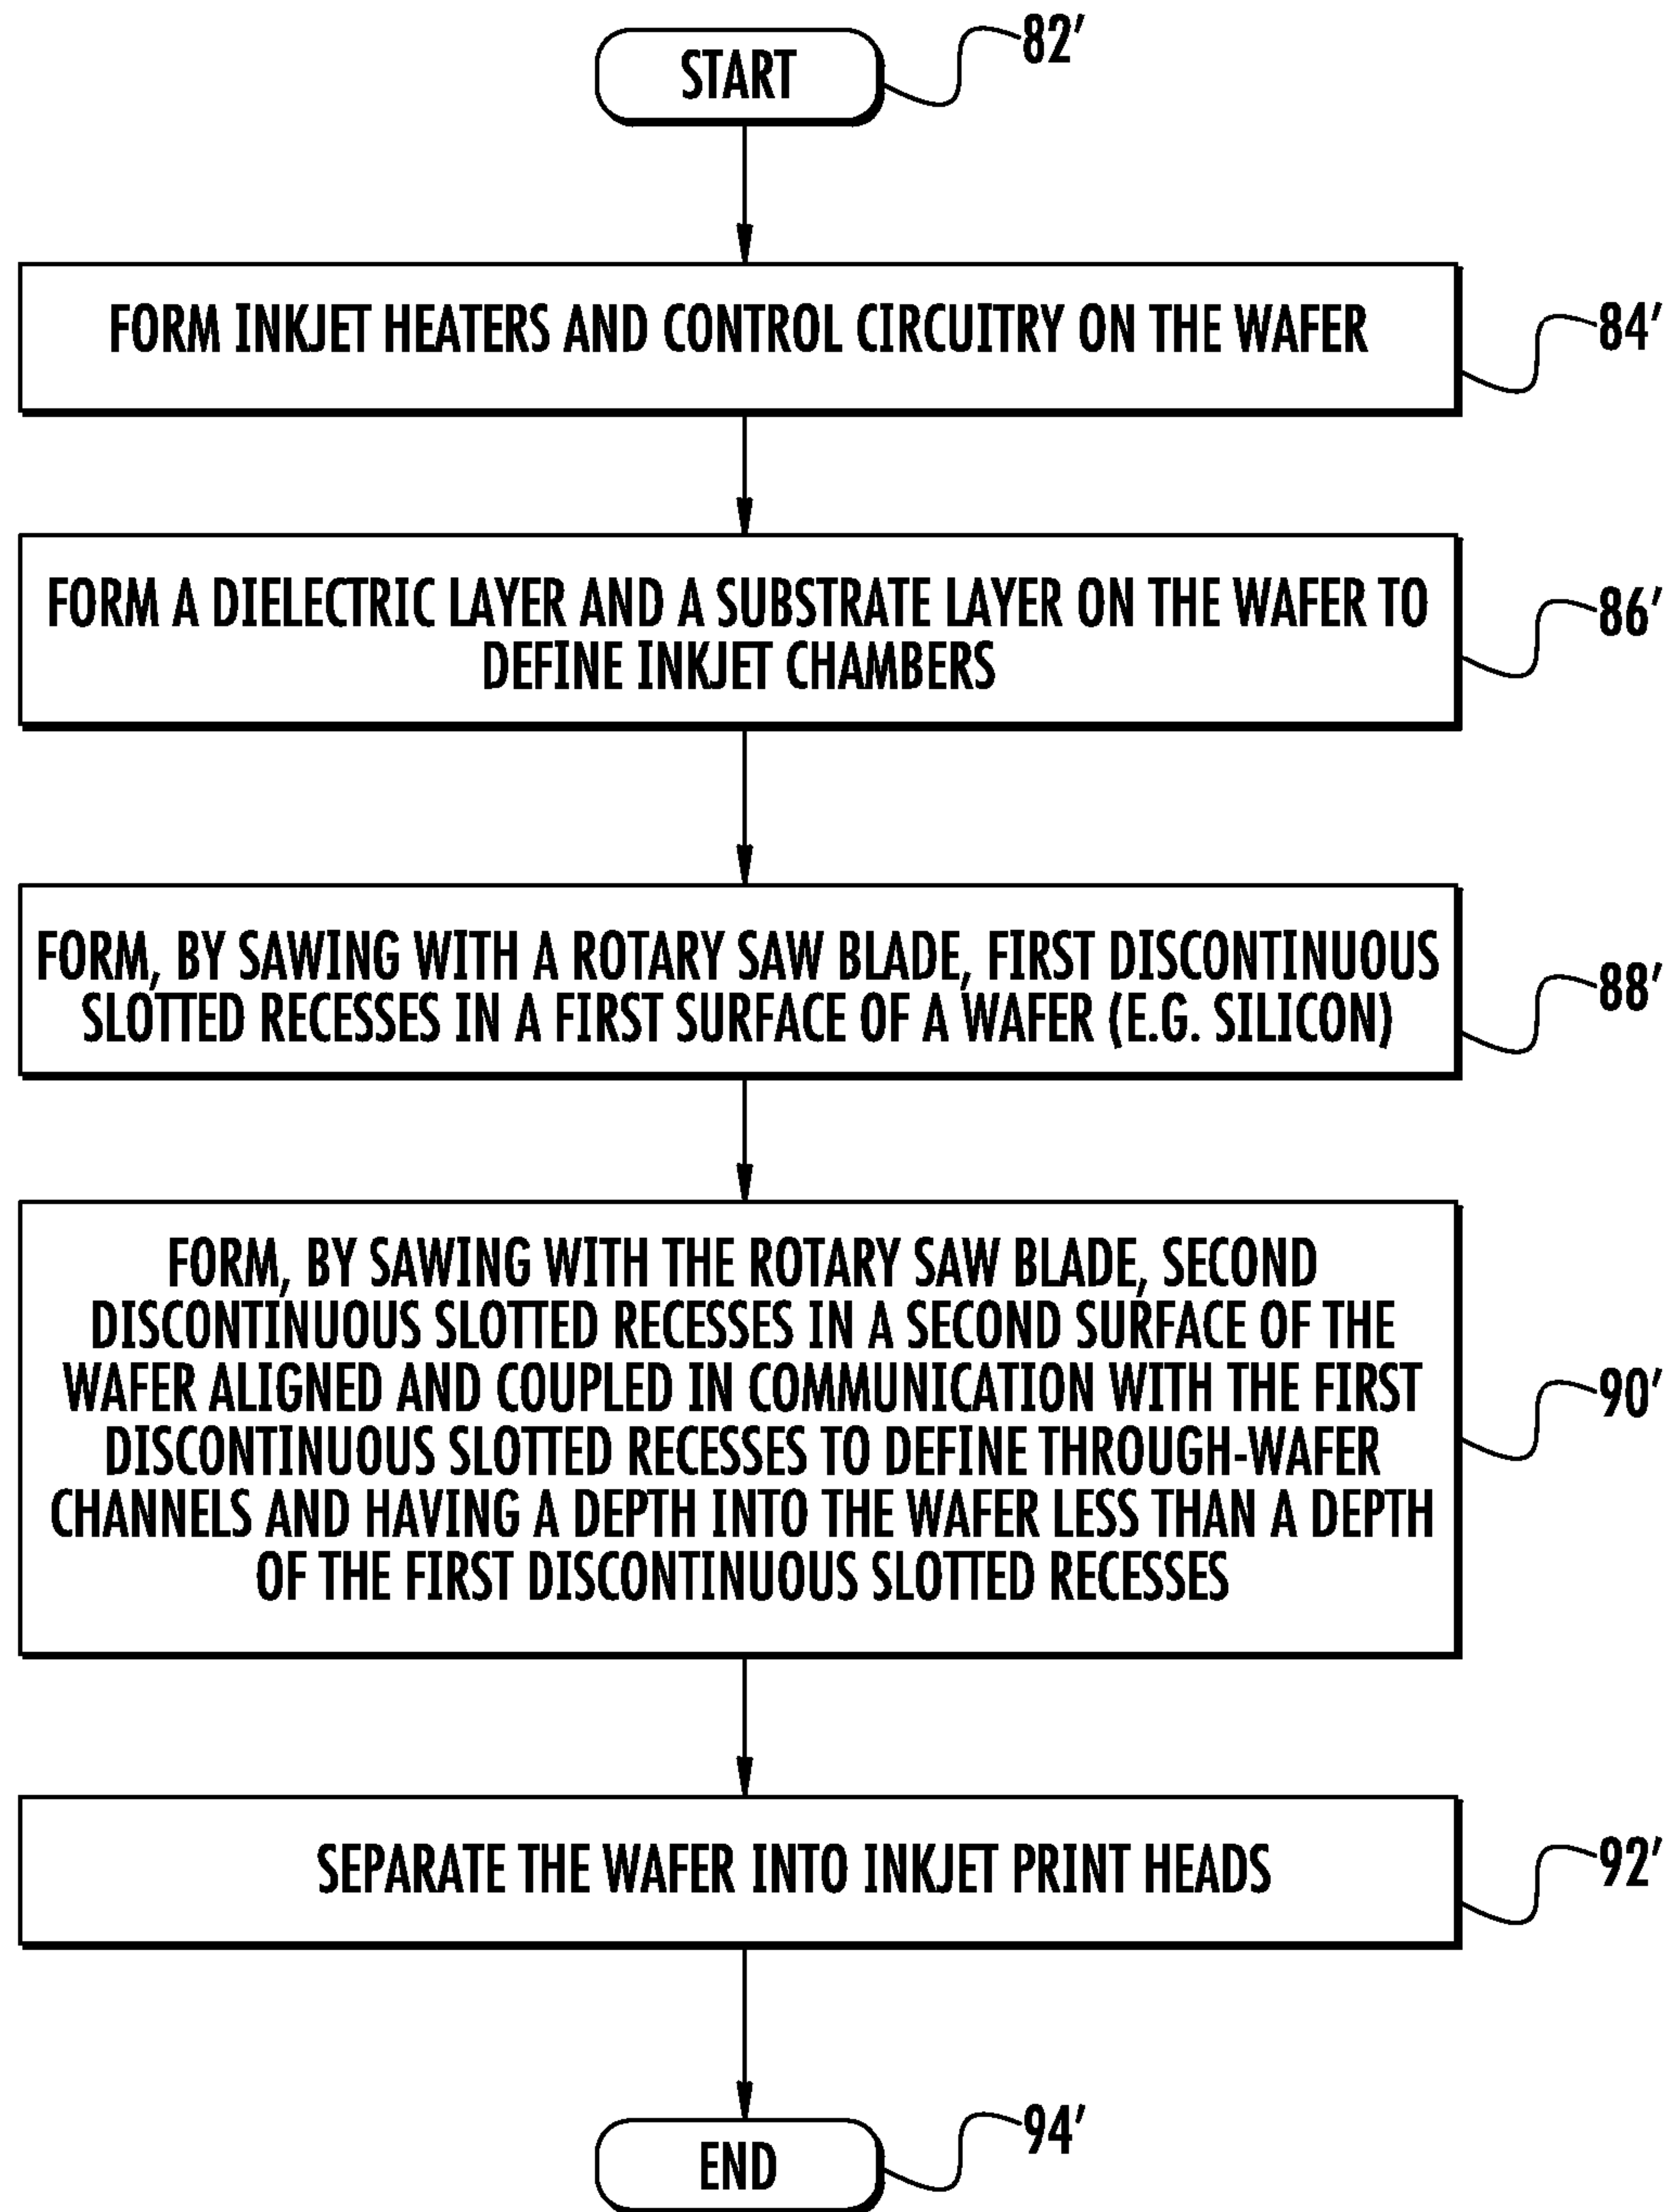 START
82'
FORM INKJET HEATERS AND CONTROL CIRCUITRY ON THE WAFER
84'
FORM A DIELECTRIC LAYER AND A SUBSTRATE LAYER ON THE WAFER TO
DEFINE INKJET CHAMBERS
86'
FORM, BY SAWING WITH A ROTARY SAW BLADE, FIRST DISCONTINUOUS
SLOTTED RECESSES IN A FIRST SURFACE OF A WAFER (E.G. SILICON)
88'
FORM, BY SAWING WITH THE ROTARY SAW BLADE, SECOND
DISCONTINUOUS SLOTTED RECESSES IN A SECOND SURFACE OF THE
WAFER ALIGNED AND COUPLED IN COMMUNICATION WITH THE FIRST
DISCONTINUOUS SLOTTED RECESSES TO DEFINE THROUGH-WAFER
CHANNELS AND HAVING A DEPTH INTO THE WAFER LESS THAN A DEPTH
OF THE FIRST DISCONTINUOUS SLOTTED RECESSES
90'
SEPARATE THE WAFER INTO INKJET PRINT HEADS
92'
END
94'